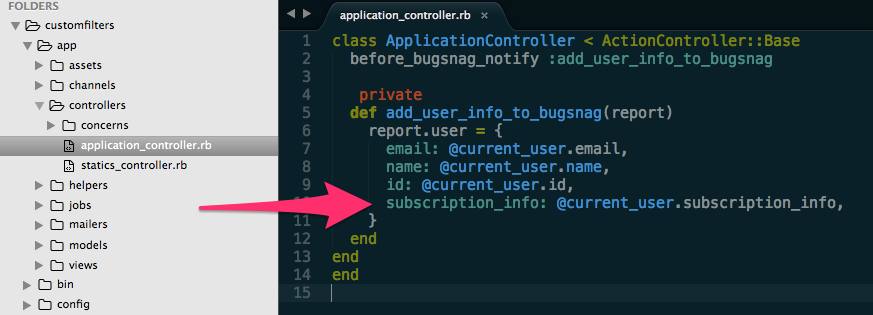 FOLDERS
customfilters
app
assets
channels
controllers
concerns
application_controller.rb
statics_controller.rb
helpers
jobs
mailers
models
views
bin
config
application_controller.rb ×
1 class ApplicationController < ActionController::Base
2 before_bugsnag_notify :add_user_info_to_bugsnag
3
4 private
5 def add_user_info_to_bugsnag(report)
6 report.user = {
7 email: @current_user.email,
8 name: @current_user.name,
9 id: @current_user.id,
subscription_info: @current_user.subscription_info,
11 }
12 end
13 end
14 end
15